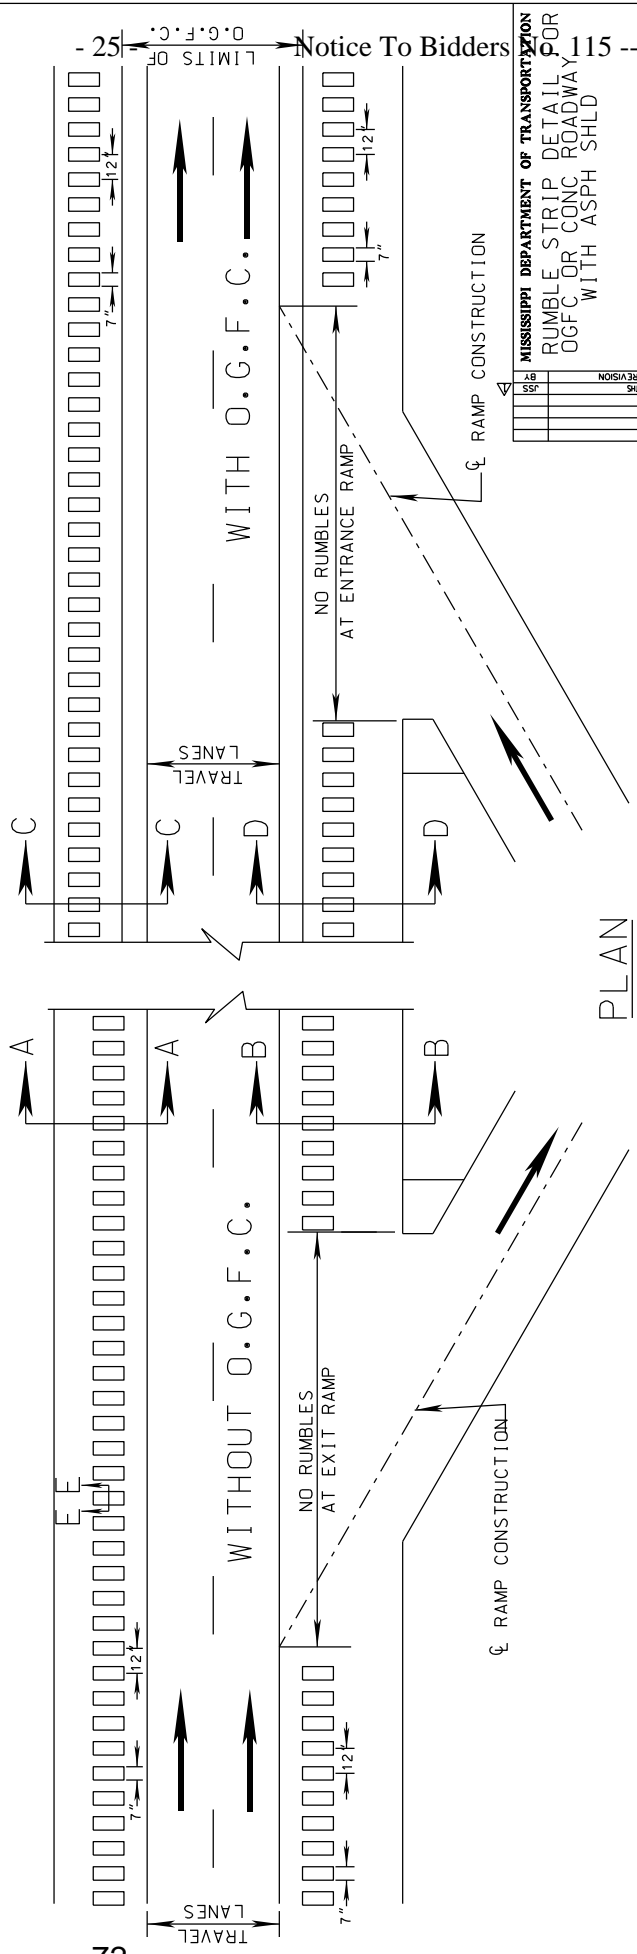 - 25 -
Notice To Bidders No. 115 --
LIMITS OF
O.G.F.C.
12"
7"
12"
7"
WITH O.G.F.C.
NO RUMBLES
AT ENTRANCE RAMP
℄ RAMP CONSTRUCTION
MISSISSIPPI DEPARTMENT OF TRANSPORTATION
RUMBLE STRIP DETAIL FOR
OGFC OR CONC ROADWAY
WITH ASPH SHLD
REVISION
BY
JSS
TRAVEL
LANES
C
C
D
D
PLAN
A
A
B
B
WITHOUT O.G.F.C.
E
E
NO RUMBLES
AT EXIT RAMP
℄ RAMP CONSTRUCTION
12"
7"
12"
7"
TRAVEL
LANES